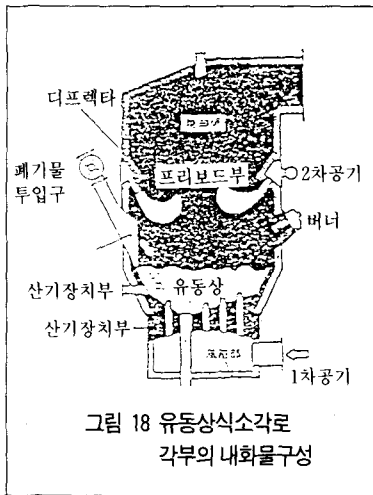 디프렉타
폐기물
투입구
프리보드부
2차공기
버너
유동상
산기장치부
산기장치부
1차공기
그림 18 유동상식소각로
각부의 내화물구성